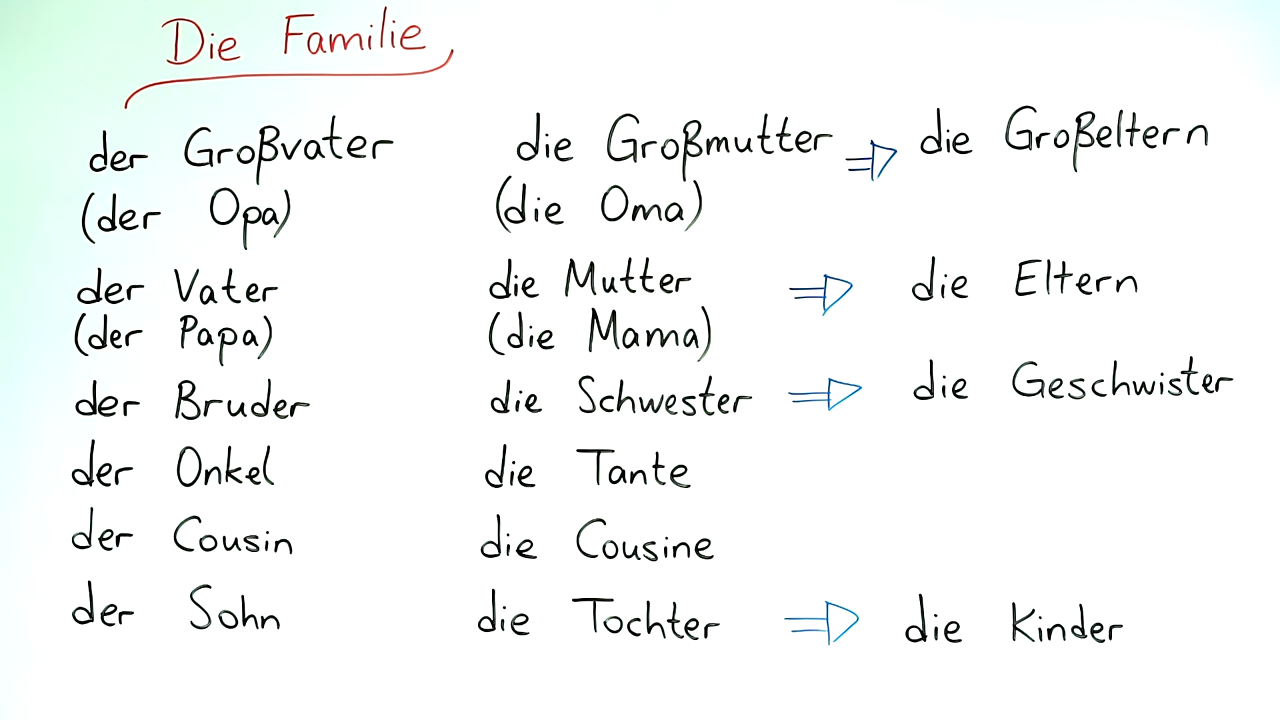 Die Familie
der Großvater die Großmutter ⇒ die Großeltern
(der Opa) (die Oma)
der Vater die Mutter ⇒ die Eltern
(der Papa) (die Mama)
der Bruder die Schwester ⇒ die Geschwister
der Onkel die Tante
der Cousin die Cousine
der Sohn die Tochter ⇒ die Kinder